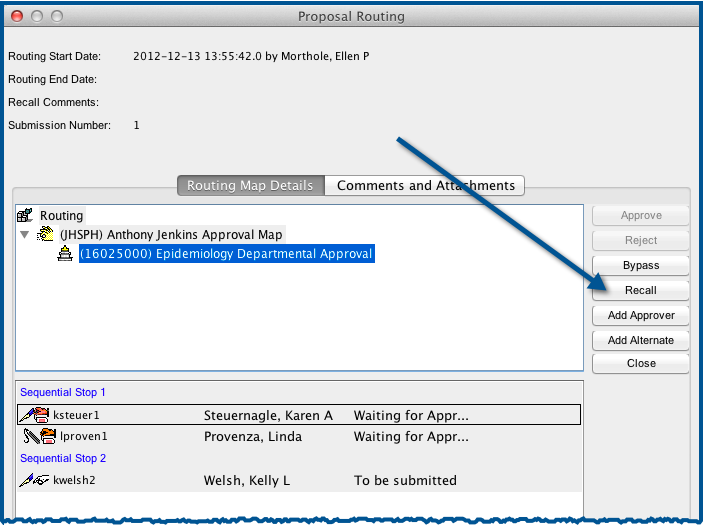 Proposal Routing
Routing Start Date: 2012-12-13 13:55:42.0 by Morthole, Ellen P
Routing End Date:
Recall Comments:
Submission Number: 1
Routing Map Details Comments and Attachments
Routing
(JHSPH) Anthony Jenkins Approval Map
(16025000) Epidemiology Departmental Approval
Approve
Reject
Bypass
Recall
Add Approver
Add Alternate
Close
Sequential Stop 1
ksteuer1 Steuernagle, Karen A Waiting for Appr...
lproven1 Provenza, Linda Waiting for Appr...
Sequential Stop 2
kwelsh2 Welsh, Kelly L To be submitted